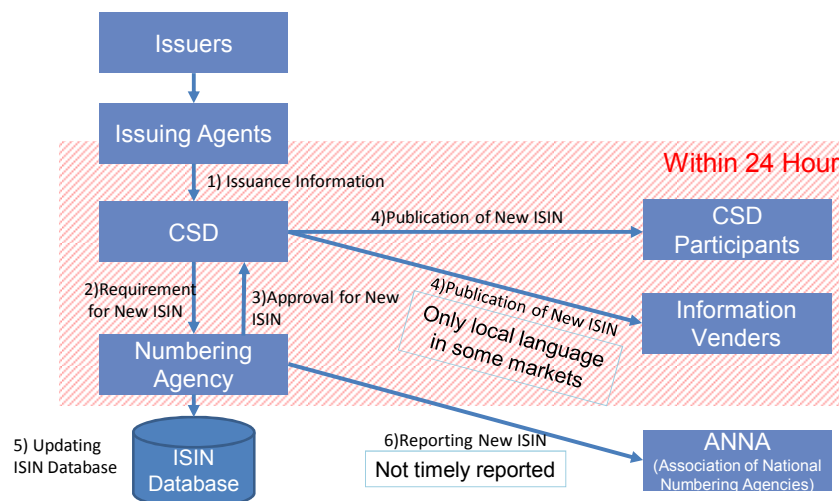 Issuers
Issuing Agents
Within 24 Hour
1) Issuance Information
CSD
4)Publication of New ISIN
CSD
Participants
2)Requirement
for New ISIN
3)Approval for New
ISIN
4)Publication of New ISIN
Only local language
in some markets
Information
Venders
Numbering
Agency
5) Updating
ISIN Database
ISIN
Database
6)Reporting New ISIN
Not timely reported
ANNA
(Association of National
Numbering Agencies)